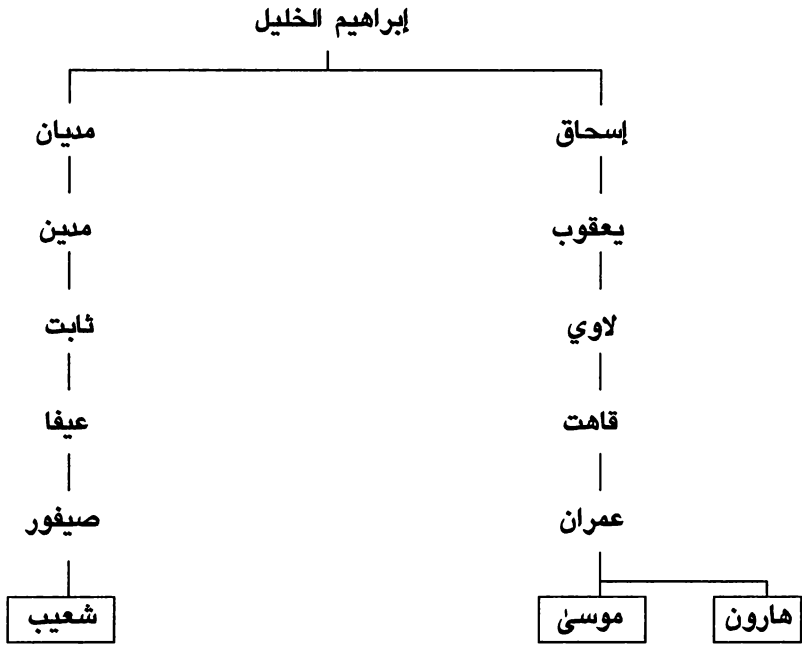 إبراهيم الخليل
إسحاق
مديان
يعقوب
مدين
لاوي
ثابت
قاهت
عيفا
عمران
صيفور
هارون
موسىٰ
شعيب